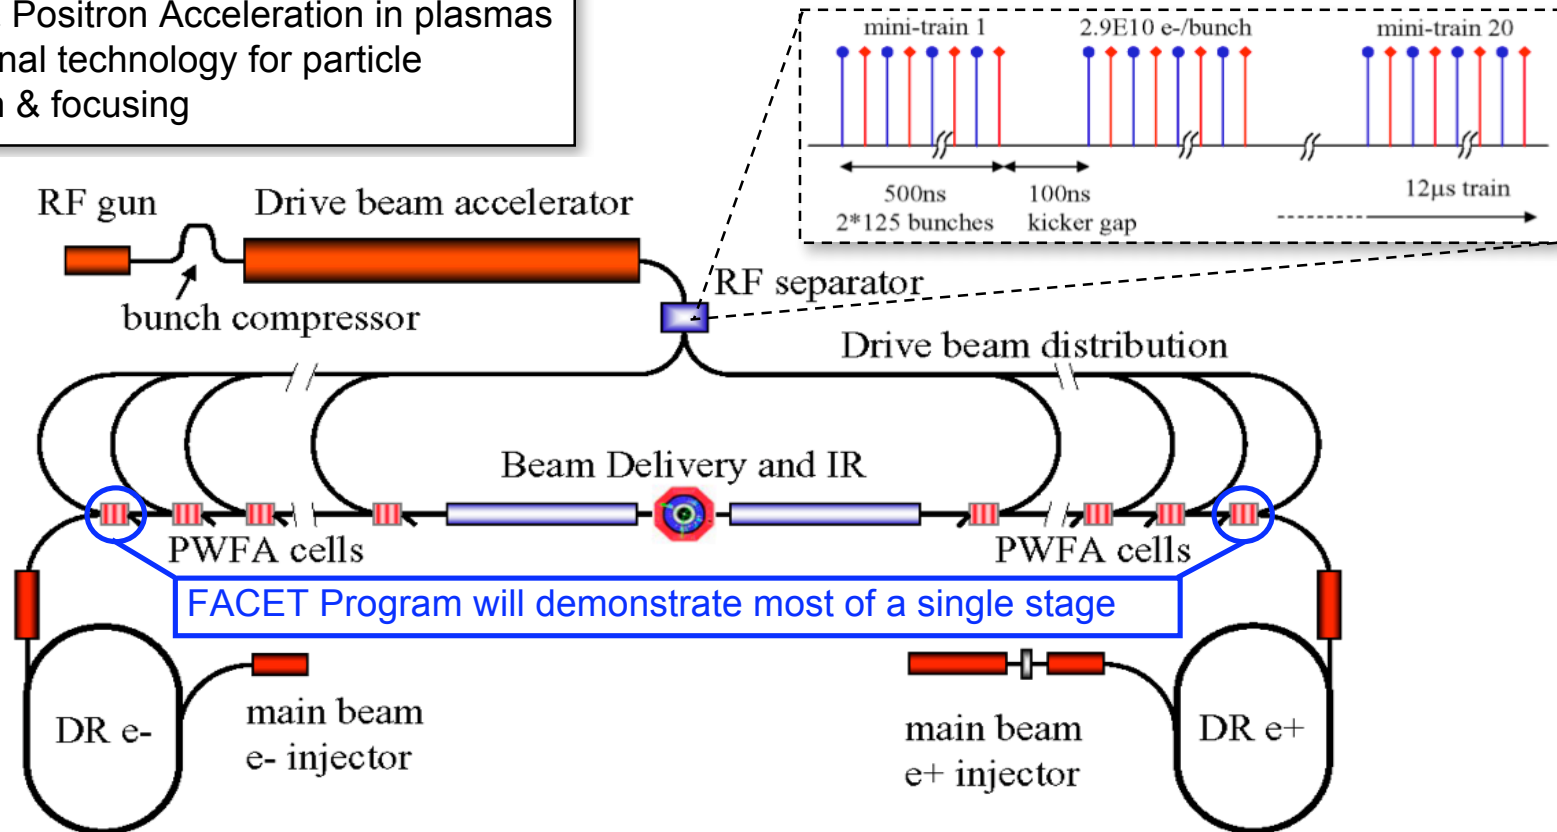 Positron Acceleration in plasmas
nal technology for particle
& focusing
mini-train 1
2.9E10 e-/bunch
mini-train 20
500ns
2*125 bunches
100ns
kicker gap
12μs train
RF gun
Drive beam accelerator
bunch compressor
RF separator
Drive beam distribution
Beam Delivery and IR
PWFA cells
PWFA cells
FACET Program will demonstrate most of a single stage
DR e-
main beam
e- injector
main beam
e+ injector
DR e+